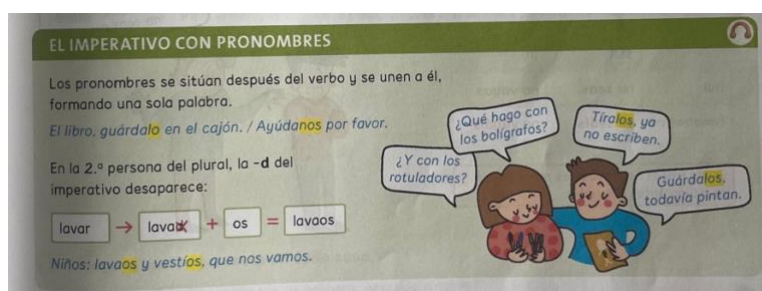 EL IMPERATIVO CON PRONOMBRES
Los pronombres se sitúan después del verbo y se unen a él,
formando una sola palabra.
El libro, guárdalo en el cajón. / Ayúdanos por favor.
En la 2.ª persona del plural, la -d del
imperativo desaparece:
lavar → lavad + os = lavaos
Niños: lavaos y vestíos, que nos vamos.
¿Qué hago con
los bolígrafos?
Tíralos, ya
no escriben.
¿Y con los
rotuladores?
Guárdalos,
todavía pintan.